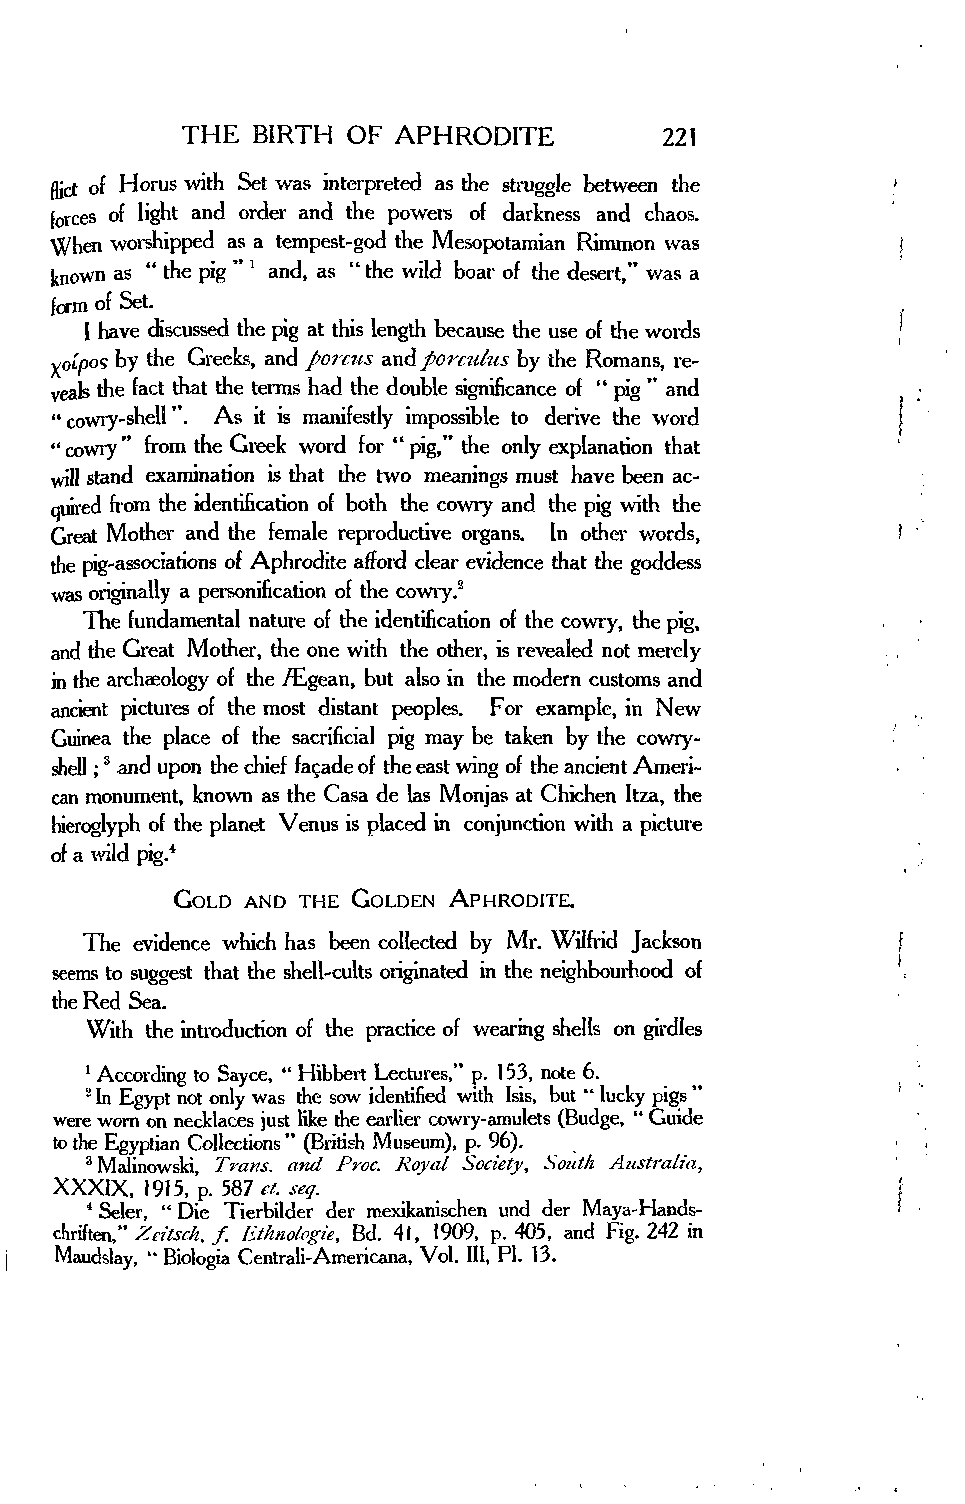 THE BIRTH OF APHRODITE 221
flict of Horus with Set was interpreted as the struggle between the
forces of light and order and the powers of darkness and chaos.
When worshipped as a tempest-god the Mesopotamian Rimmon was
known as “ the pig ” ¹ and, as “the wild boar of the desert,” was a
form of Set.
I have discussed the pig at this length because the use of the words
χοίρος by the Greeks, and porcus and porculus by the Romans, re-
veals the fact that the terms had the double significance of “ pig ” and
“cowry-shell”. As it is manifestly impossible to derive the word
“cowry” from the Greek word for “pig,” the only explanation that
will stand examination is that the two meanings must have been ac-
quired from the identification of both the cowry and the pig with the
Great Mother and the female reproductive organs. In other words,
the pig-associations of Aphrodite afford clear evidence that the goddess
was originally a personification of the cowry.²
The fundamental nature of the identification of the cowry, the pig,
and the Great Mother, the one with the other, is revealed not merely
in the archæology of the Ægean, but also in the modern customs and
ancient pictures of the most distant peoples. For example, in New
Guinea the place of the sacrificial pig may be taken by the cowry-
shell ; ³ and upon the chief façade of the east wing of the ancient Ameri-
can monument, known as the Casa de las Monjas at Chichen Itza, the
hieroglyph of the planet Venus is placed in conjunction with a picture
of a wild pig.⁴
GOLD AND THE GOLDEN APHRODITE.
The evidence which has been collected by Mr. Wilfrid Jackson
seems to suggest that the shell-cults originated in the neighbourhood of
the Red Sea.
With the introduction of the practice of wearing shells on girdles
¹ According to Sayce, “ Hibbert Lectures,” p. 153, note 6.
² In Egypt not only was the sow identified with Isis, but “ lucky pigs ”
were worn on necklaces just like the earlier cowry-amulets (Budge, “ Guide
to the Egyptian Collections ” (British Museum), p. 96).
³ Malinowski, Trans. and Proc. Royal Society, South Australia,
XXXIX, 1915, p. 587 et. seq.
⁴ Seler, “ Die Tierbilder der mexikanischen und der Maya-Hands-
chriften,” Zeitsch. f. Ethnologie, Bd. 41, 1909, p. 405, and Fig. 242 in
Maudslay, “ Biologia Centrali-Americana, Vol. III, Pl. 13.